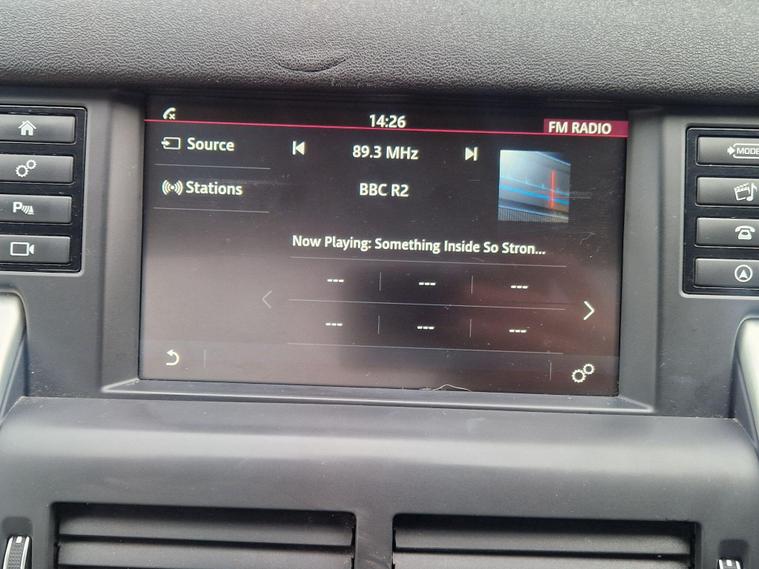 14:26
FM RADIO
Source
89.3 MHz
Stations
BBC R2
Now Playing: Something Inside So Stron...
--- --- ---
--- --- ---
P
MODE